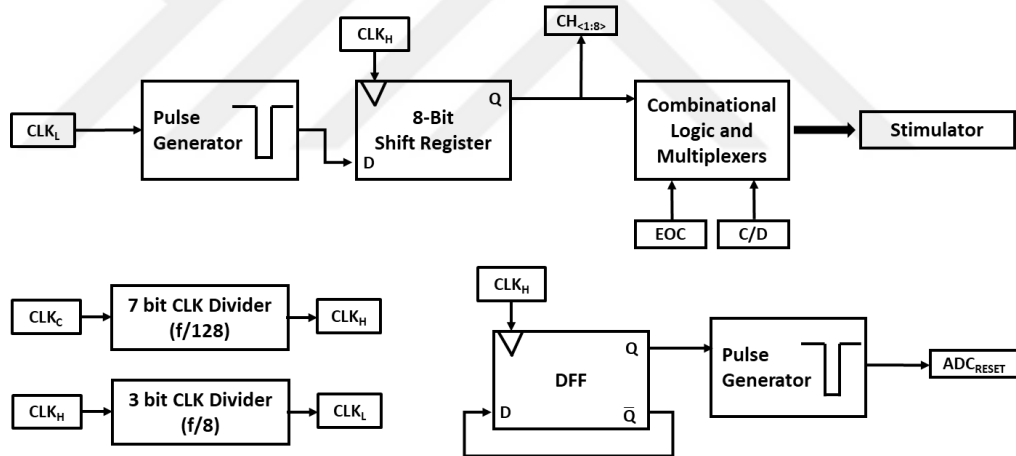 CLK_H
CH_<1:8>
CLK_L
Pulse
Generator
8-Bit
Shift Register
Q
D
Combinational
Logic and
Multiplexers
Stimulator
EOC
C/D
CLK_C
7 bit CLK Divider
(f/128)
CLK_H
CLK_H
3 bit CLK Divider
(f/8)
CLK_L
CLK_H
DFF
Q
D
Q̅
Pulse
Generator
ADC_RESET